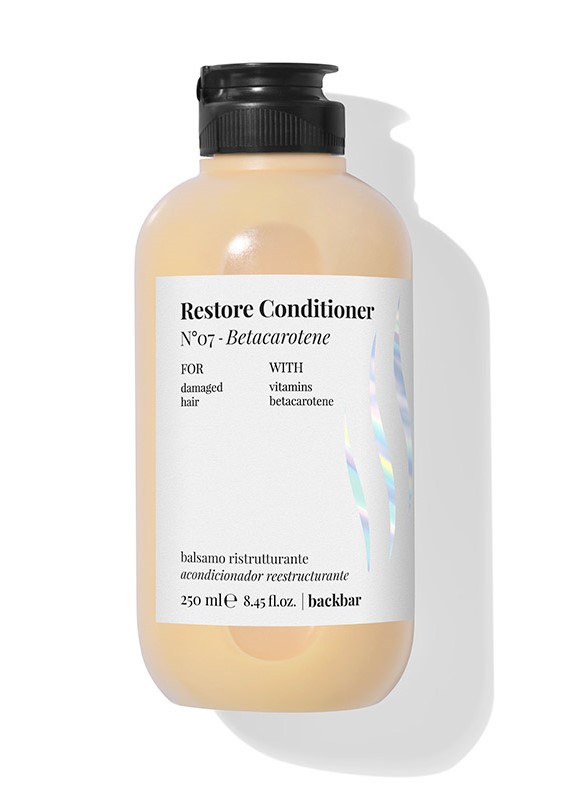 Restore Conditioner
N°07 - Betacarotene
FOR WITH
damaged vitamins
hair betacarotene
balsamo ristrutturante
acondicionador reestructurante
250 ml ℮ 8.45 fl.oz. | backbar